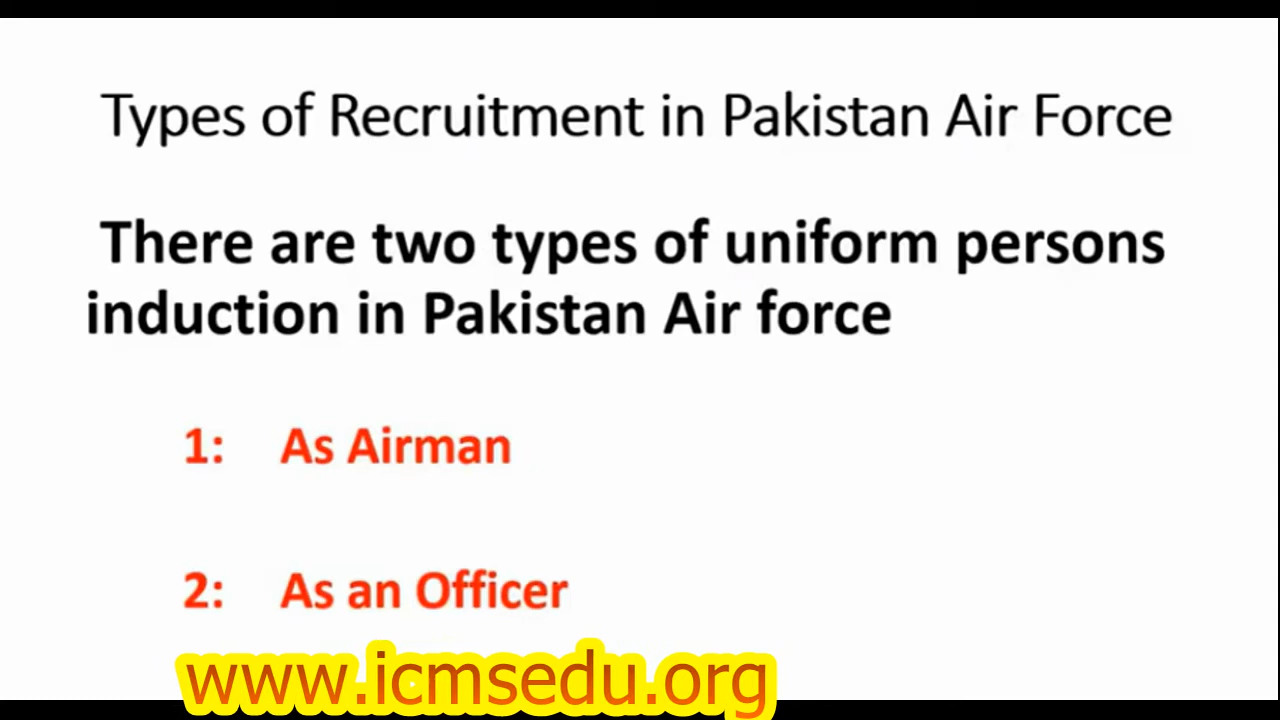 Types of Recruitment in Pakistan Air Force
There are two types of uniform persons
induction in Pakistan Air force
1: As Airman
2: As an Officer
www.icmsedu.org